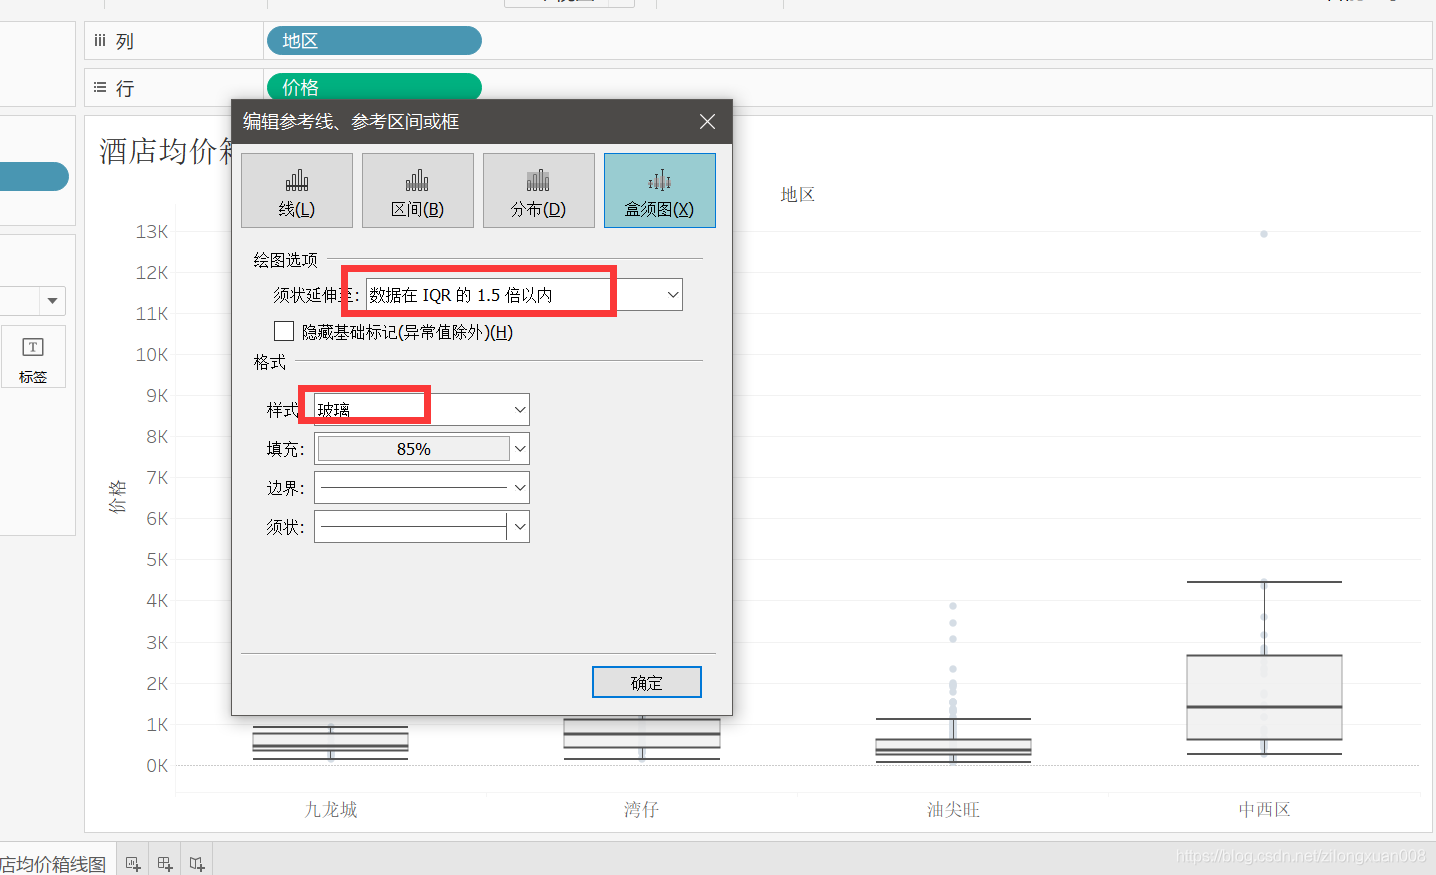 列
地区
行
价格
编辑参考线、参考区间或框
酒店均价箱
线(L)
区间(B)
分布(D)
盒须图(X)
地区
绘图选项
须状延伸至:
数据在 IQR 的 1.5 倍以内
隐藏基础标记(异常值除外)(H)
格式
样式
玻璃
填充:
85%
边界:
须状:
确定
标签
价格
13K
12K
11K
10K
9K
8K
7K
6K
5K
4K
3K
2K
1K
0K
九龙城
湾仔
油尖旺
中西区
店均价箱线图
https://blog.csdn.net/zilongxuan003